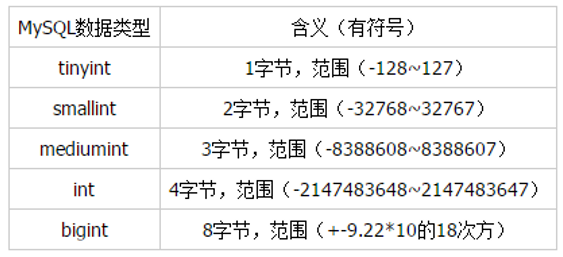 MySQL数据类型 含义（有符号）
tinyint 1字节，范围（-128~127）
smallint 2字节，范围（-32768~32767）
mediumint 3字节，范围（-8388608~8388607）
int 4字节，范围（-2147483648~2147483647）
bigint 8字节，范围（+-9.22*10的18次方）